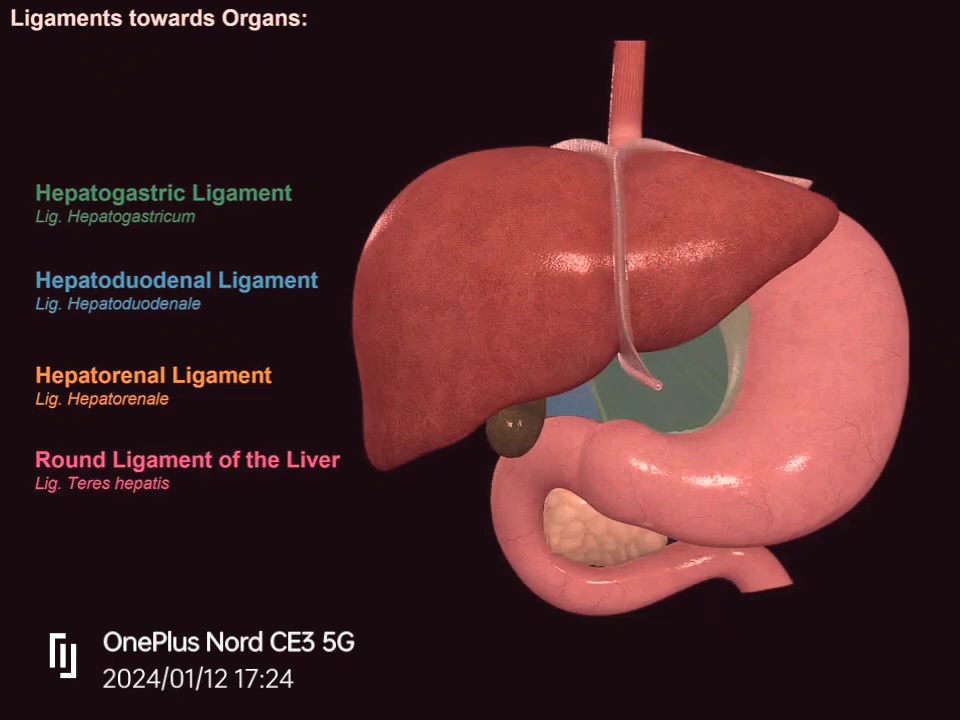 Ligaments towards Organs:
Hepatogastric Ligament
Lig. Hepatogastricum
Hepatoduodenal Ligament
Lig. Hepatoduodenale
Hepatorenal Ligament
Lig. Hepatorenale
Round Ligament of the Liver
Lig. Teres hepatis
OnePlus Nord CE3 5G
2024/01/12 17:24